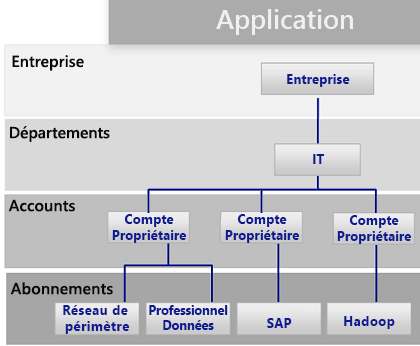 Application
Entreprise
Entreprise
Départements
IT
Accounts
Compte
Propriétaire
Compte
Propriétaire
Compte
Propriétaire
Abonnements
Réseau de
périmètre
Professionnel
Données
SAP
Hadoop